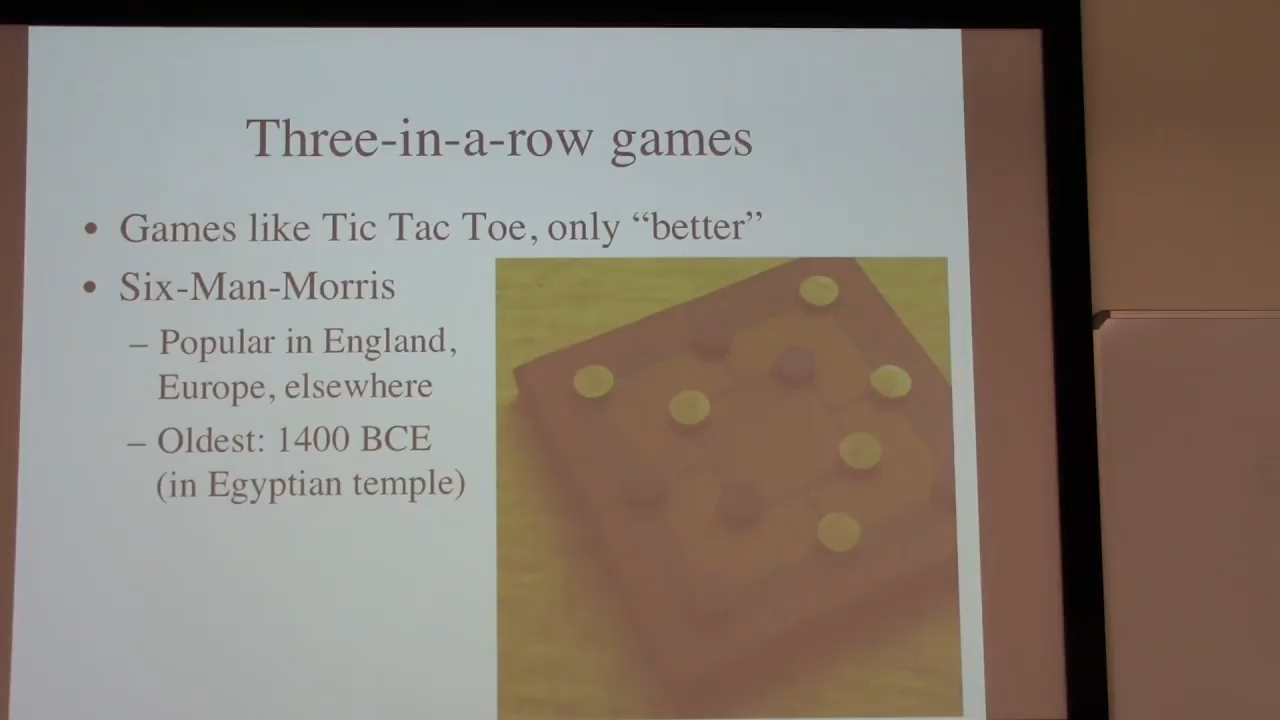 Three-in-a-row games
• Games like Tic Tac Toe, only “better”
• Six-Man-Morris
– Popular in England,
Europe, elsewhere
– Oldest: 1400 BCE
(in Egyptian temple)